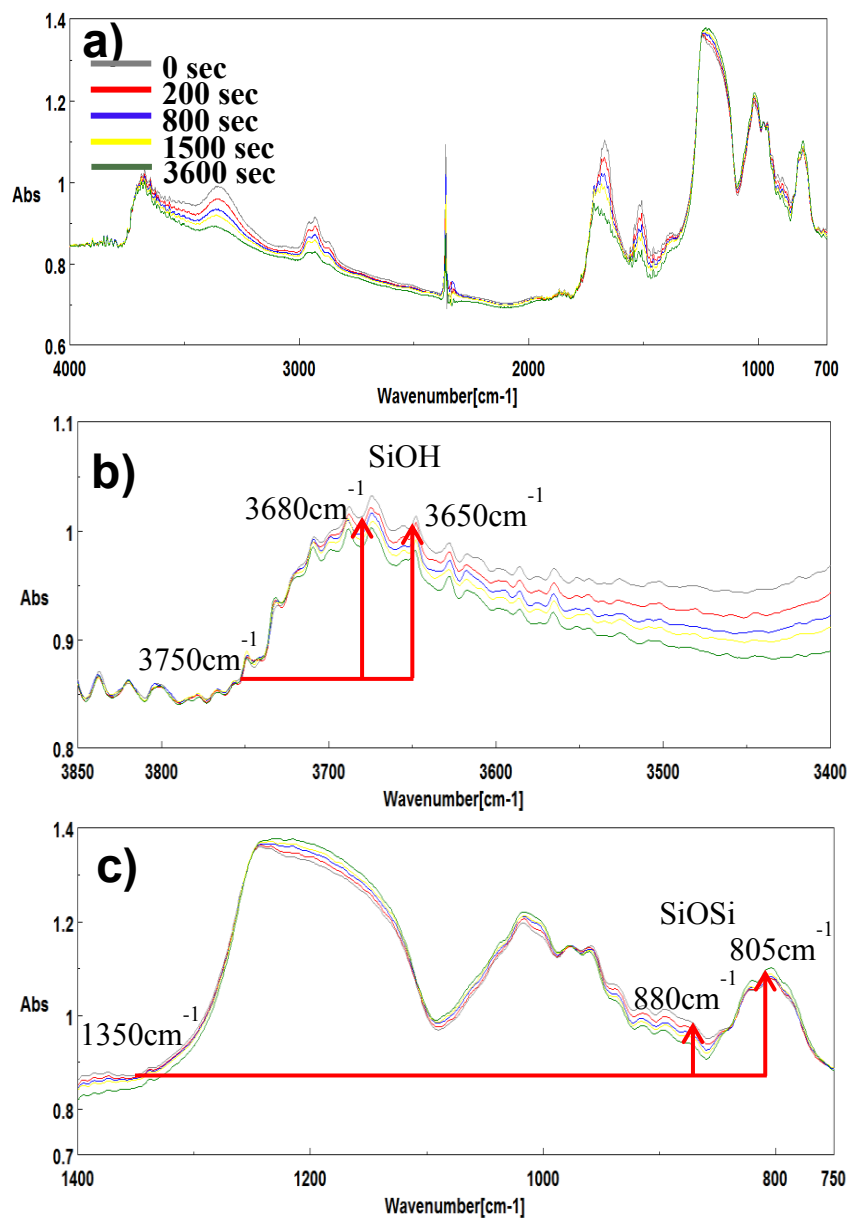 a)
0 sec
200 sec
800 sec
1500 sec
3600 sec
1.4
1.2
1
0.8
0.6
Abs
4000 3000 2000 1000 700
Wavenumber[cm-1]
b)
SiOH
3680cm-1 3650cm-1
3750cm-1
1.1
1
0.9
0.8
Abs
3850 3800 3700 3600 3500 3400
Wavenumber[cm-1]
c)
SiOSi
805cm-1
880cm-1
1350cm-1
1.4
1.2
1
0.8
0.7
Abs
1400 1200 1000 800 750
Wavenumber[cm-1]